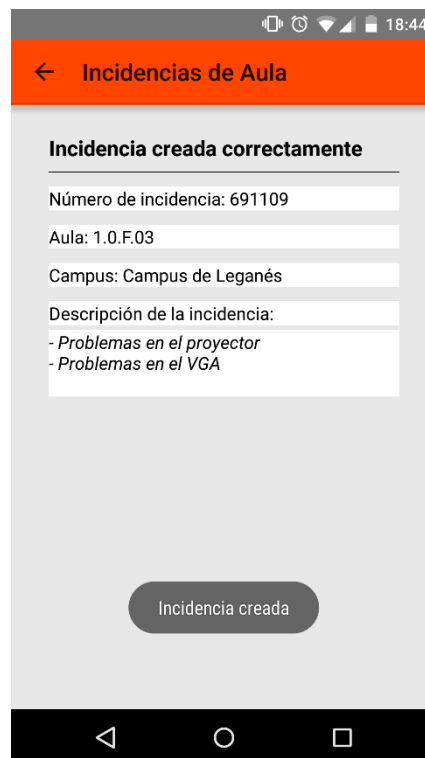 18:44
Incidencias de Aula
Incidencia creada correctamente
Número de incidencia: 691109
Aula: 1.0.F.03
Campus: Campus de Leganés
Descripción de la incidencia:
- Problemas en el proyector
- Problemas en el VGA
Incidencia creada